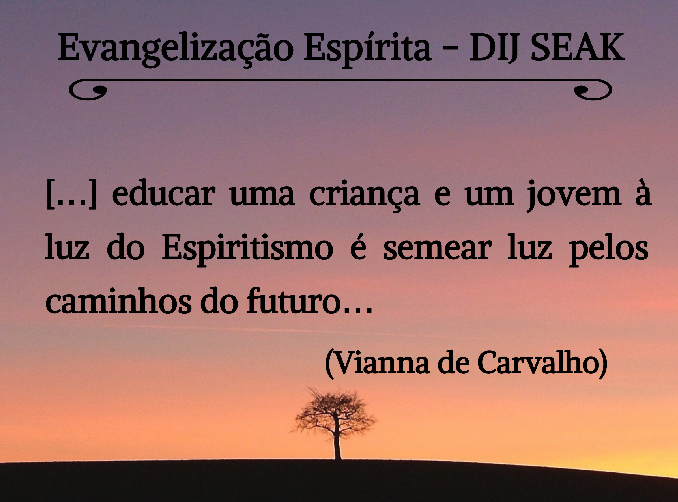 Evangelização Espírita – DIJ SEAK
[...] educar uma criança e um jovem à
luz do Espiritismo é semear luz pelos
caminhos do futuro...
(Vianna de Carvalho)